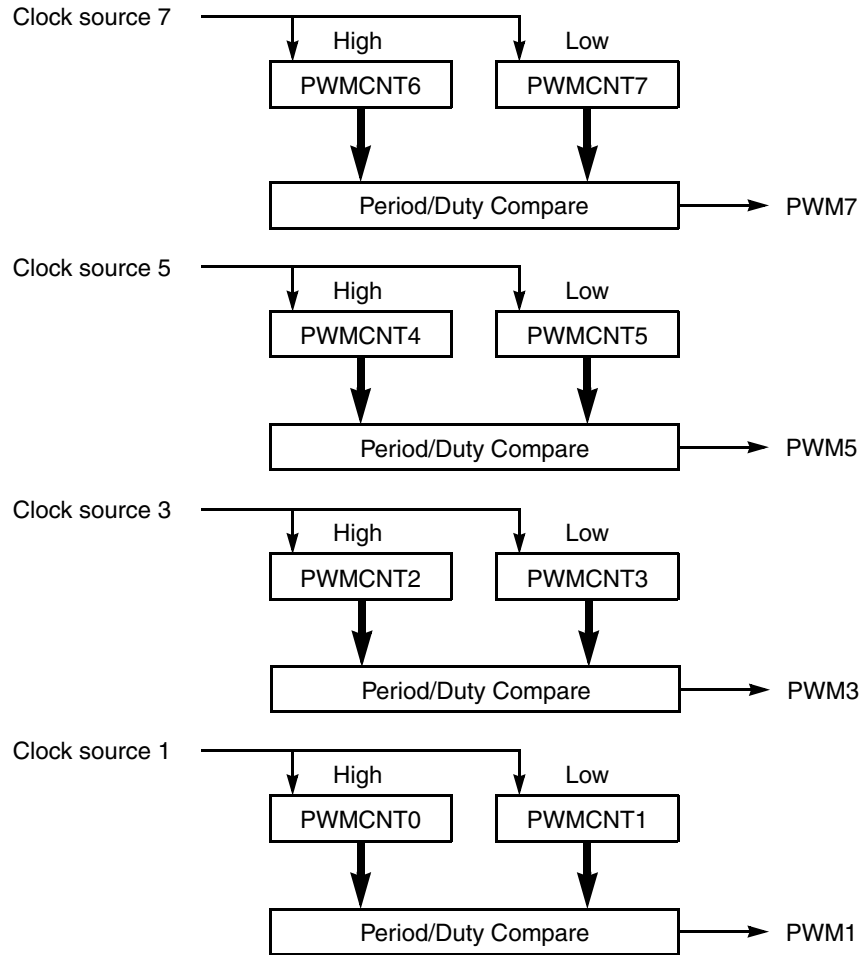 Clock source 7
High Low
PWMCNT6 PWMCNT7
Period/Duty Compare PWM7
Clock source 5
High Low
PWMCNT4 PWMCNT5
Period/Duty Compare PWM5
Clock source 3
High Low
PWMCNT2 PWMCNT3
Period/Duty Compare PWM3
Clock source 1
High Low
PWMCNT0 PWMCNT1
Period/Duty Compare PWM1